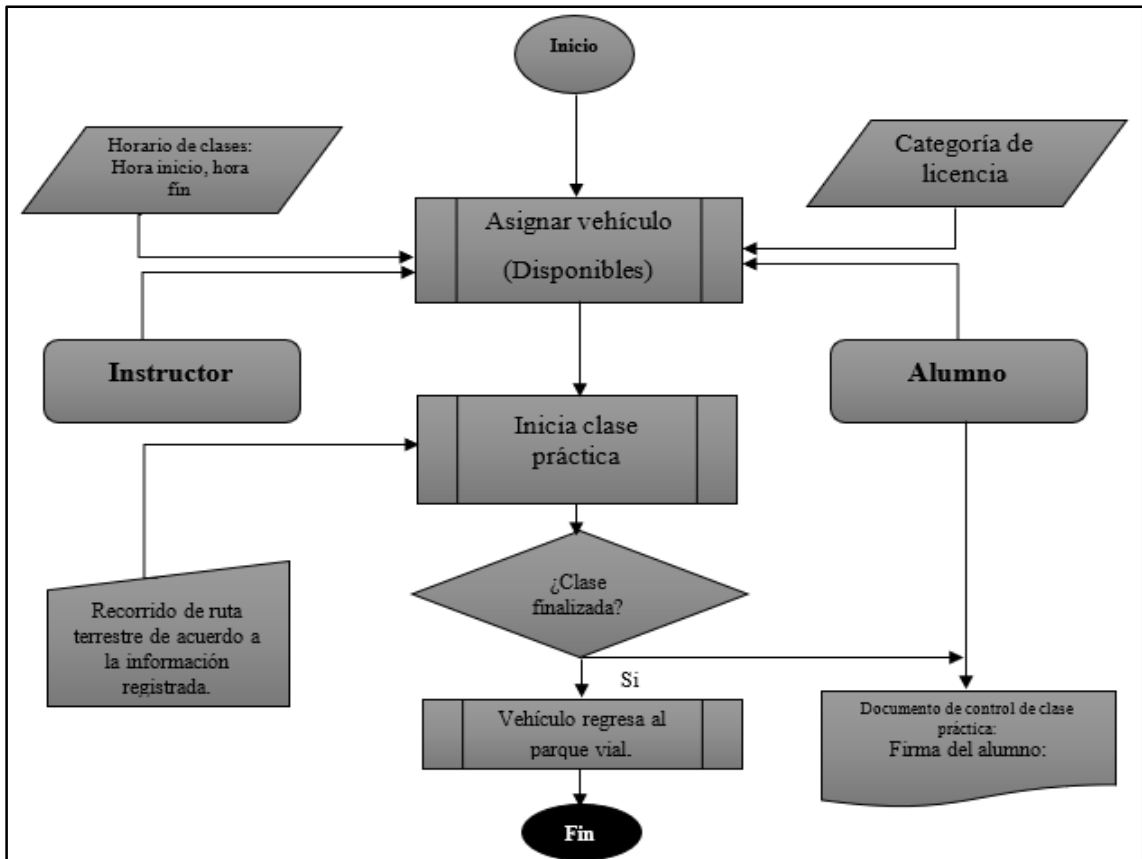 Inicio
Horario de clases:
Hora inicio, hora
fín
Categoría de
licencia
Asignar vehículo
(Disponibles)
Instructor
Alumno
Inicia clase
práctica
¿Clase
finalizada?
Recorrido de ruta
terrestre de acuerdo a
la información
registrada.
Si
Vehículo regresa al
parque vial.
Documento de control de clase
práctica:
Firma del alumno:
Fin